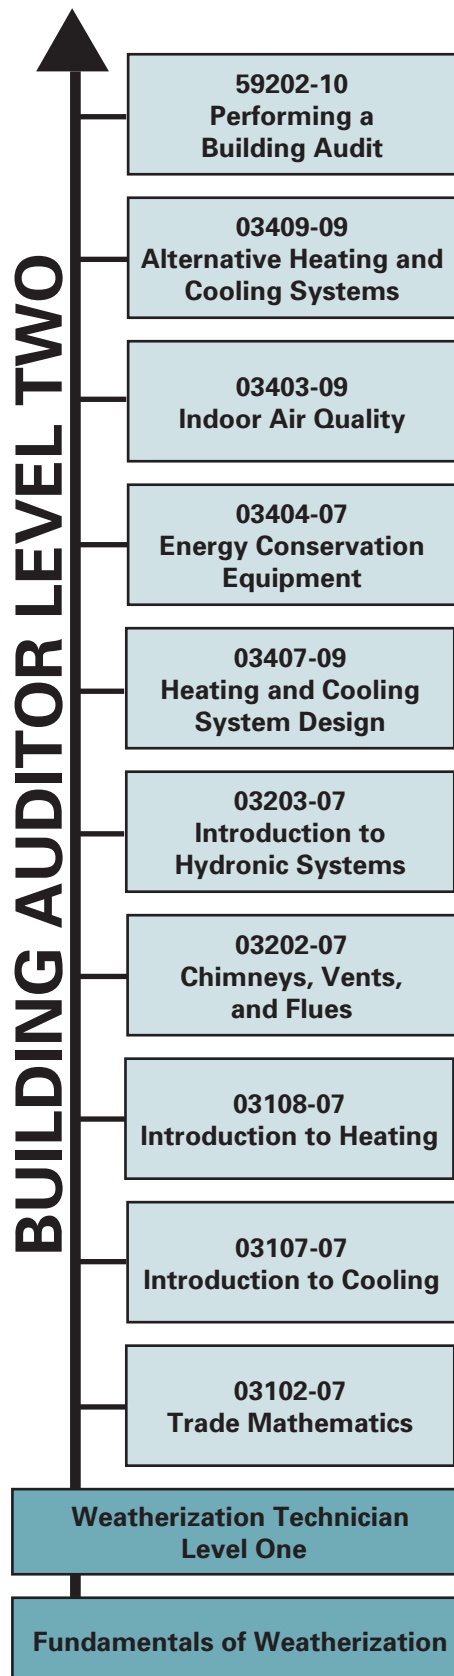 BUILDING AUDITOR LEVEL TWO
59202-10
Performing a
Building Audit
03409-09
Alternative Heating and
Cooling Systems
03403-09
Indoor Air Quality
03404-07
Energy Conservation
Equipment
03407-09
Heating and Cooling
System Design
03203-07
Introduction to
Hydronic Systems
03202-07
Chimneys, Vents,
and Flues
03108-07
Introduction to Heating
03107-07
Introduction to Cooling
03102-07
Trade Mathematics
Weatherization Technician
Level One
Fundamentals of Weatherization